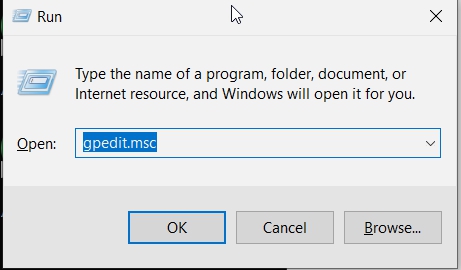 Run
Type the name of a program, folder, document, or
Internet resource, and Windows will open it for you.
Open: gpedit.msc
OK Cancel Browse...